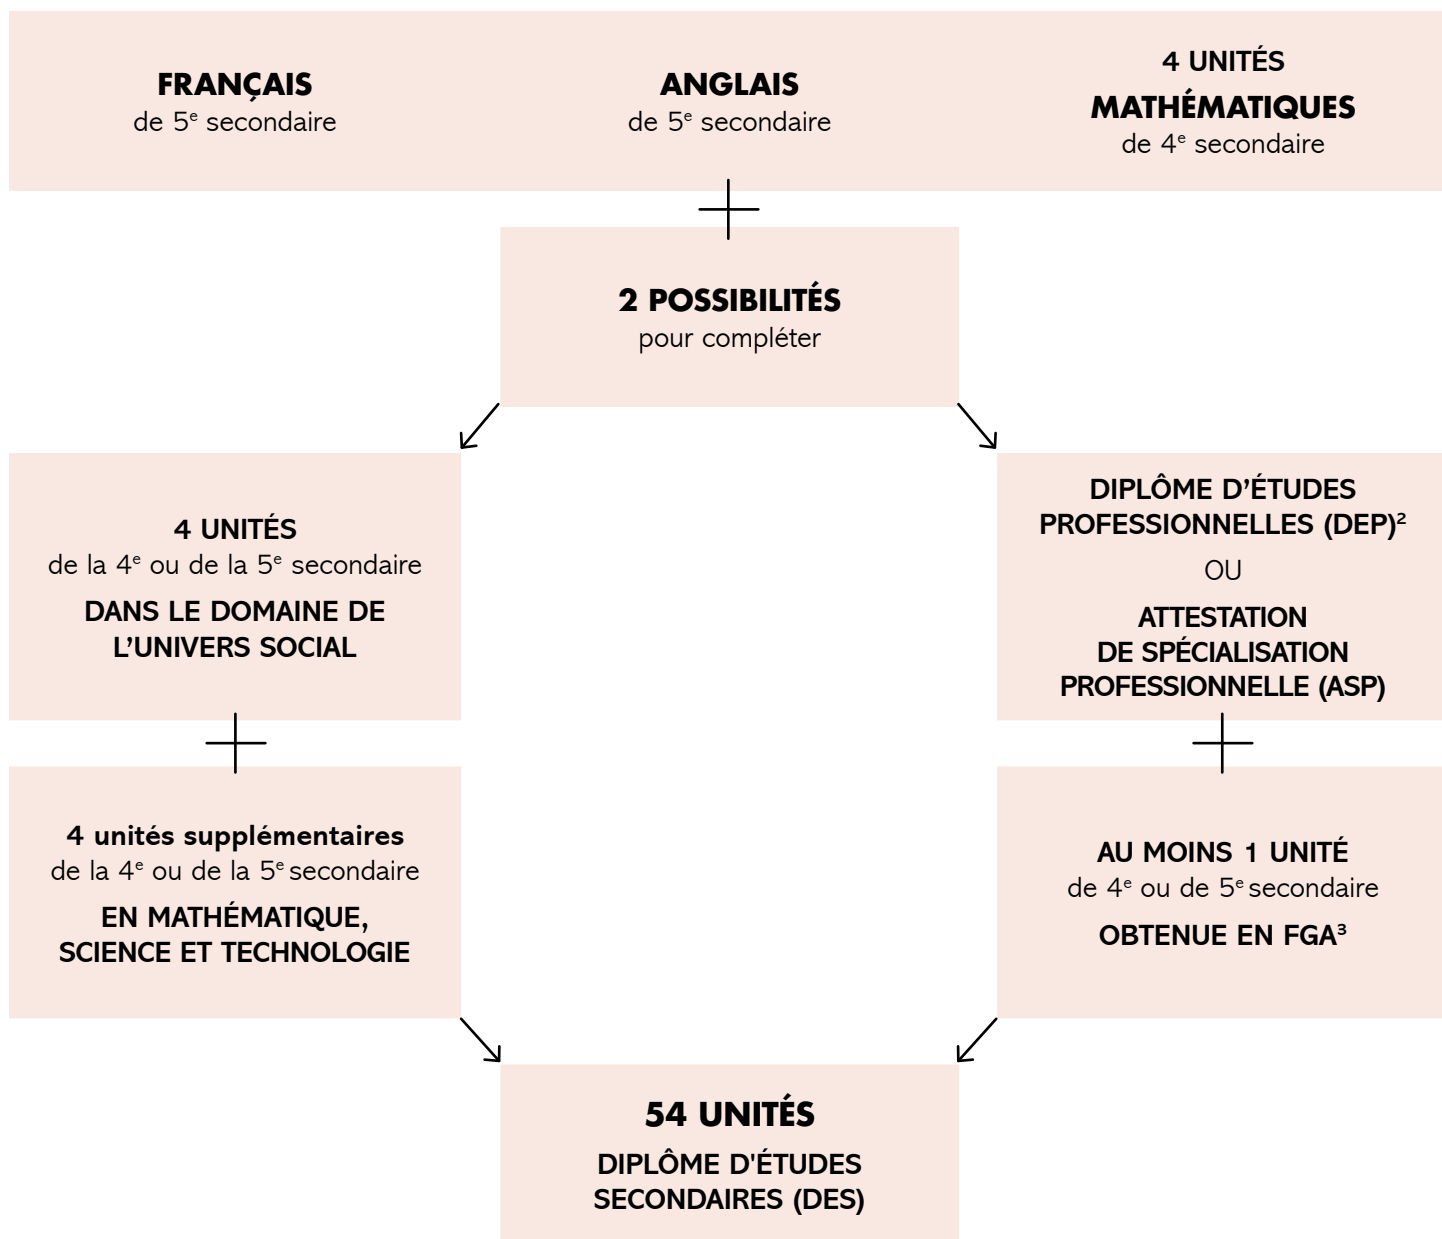 FRANÇAIS
de 5e secondaire
ANGLAIS
de 5e secondaire
4 UNITÉS
MATHÉMATIQUES
de 4e secondaire
2 POSSIBILITÉS
pour compléter
4 UNITÉS
de la 4e ou de la 5e secondaire
DANS LE DOMAINE DE
L’UNIVERS SOCIAL
4 unités supplémentaires
de la 4e ou de la 5e secondaire
EN MATHÉMATIQUE,
SCIENCE ET TECHNOLOGIE
DIPLÔME D’ÉTUDES
PROFESSIONNELLES (DEP)²
OU
ATTESTATION
DE SPÉCIALISATION
PROFESSIONNELLE (ASP)
AU MOINS 1 UNITÉ
de 4e ou de 5e secondaire
OBTENUE EN FGA³
54 UNITÉS
DIPLÔME D'ÉTUDES
SECONDAIRES (DES)